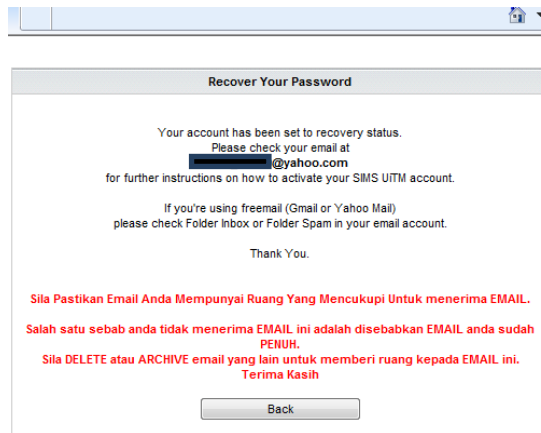 Recover Your Password
Your account has been set to recovery status.
Please check your email at
@yahoo.com
for further instructions on how to activate your SIMS UiTM account.
If you're using freemail (Gmail or Yahoo Mail)
please check Folder Inbox or Folder Spam in your email account.
Thank You.
Sila Pastikan Email Anda Mempunyai Ruang Yang Mencukupi Untuk menerima EMAIL.
Salah satu sebab anda tidak menerima EMAIL ini adalah disebabkan EMAIL anda sudah
PENUH.
Sila DELETE atau ARCHIVE email yang lain untuk memberi ruang kepada EMAIL ini.
Terima Kasih
Back